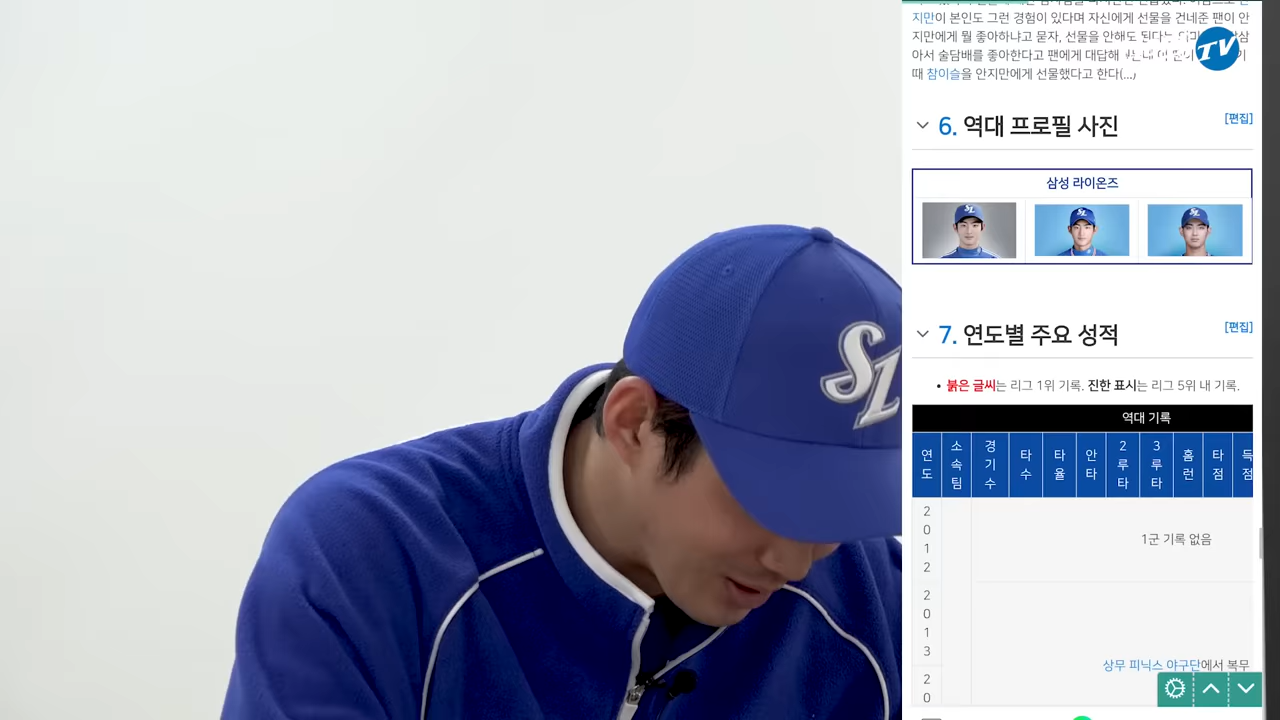 지만이 본인도 그런 경험이 있다며 자신에게 선물을 건네준 팬이 안
지만에게 뭘 좋아하냐고 묻자, 선물을 안해도 된다는
아서 술담배를 좋아한다고 팬에게 대답해
때 참이슬을 안지만에게 선물했다고 한다(...)
TV
6. 역대 프로필 사진
[편집]
삼성 라이온즈
SL
SL
SL
7. 연도별 주요 성적
[편집]
• 붉은 글씨는 리그 1위 기록. 진한 표시는 리그 5위 내 기록.
역대 기록
연도 소속팀 경기수 타수 타율 안타 2루타 3루타 홈런 타점 득점
2012
1군 기록 없음
2013
상무 피닉스 야구단에서 복무
20
SL